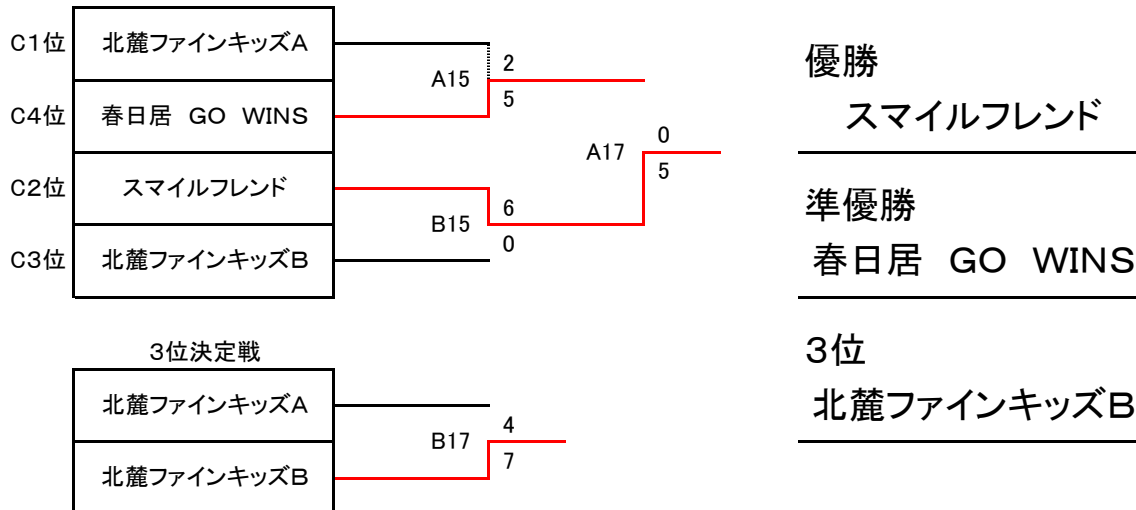 C1位 北麓ファインキッズA
C4位 春日居 GO WINS
C2位 スマイルフレンド
C3位 北麓ファインキッズB
A15
2
5
B15
6
0
A17
0
5
3位決定戦
北麓ファインキッズA
北麓ファインキッズB
B17
4
7
優勝
スマイルフレンド
準優勝
春日居 GO WINS
3位
北麓ファインキッズB